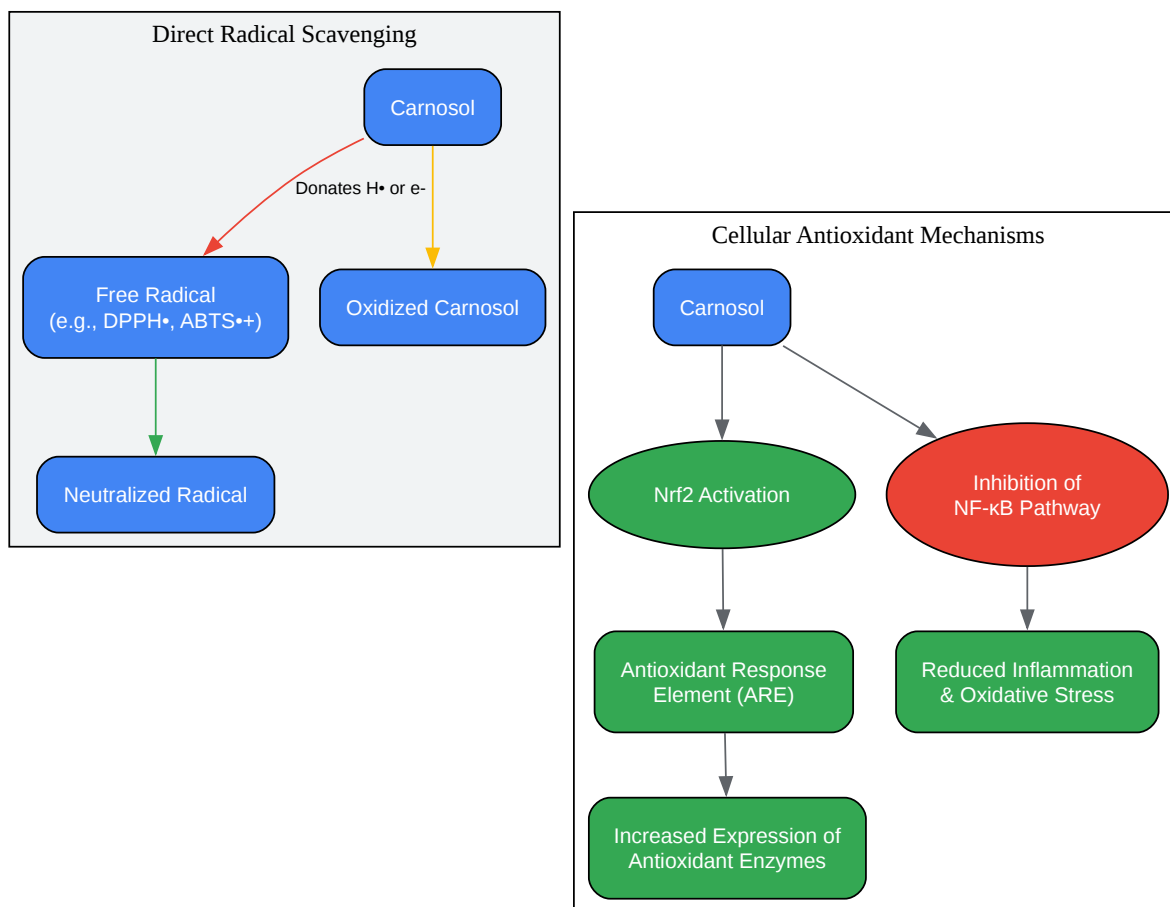 Direct Radical Scavenging
Carnosol
Donates H• or e-
Free Radical
(e.g., DPPH•, ABTS•+)
Oxidized Carnosol
Neutralized Radical
Cellular Antioxidant Mechanisms
Carnosol
Nrf2 Activation
Inhibition of
NF-κB Pathway
Antioxidant Response
Element (ARE)
Reduced Inflammation
& Oxidative Stress
Increased Expression of
Antioxidant Enzymes